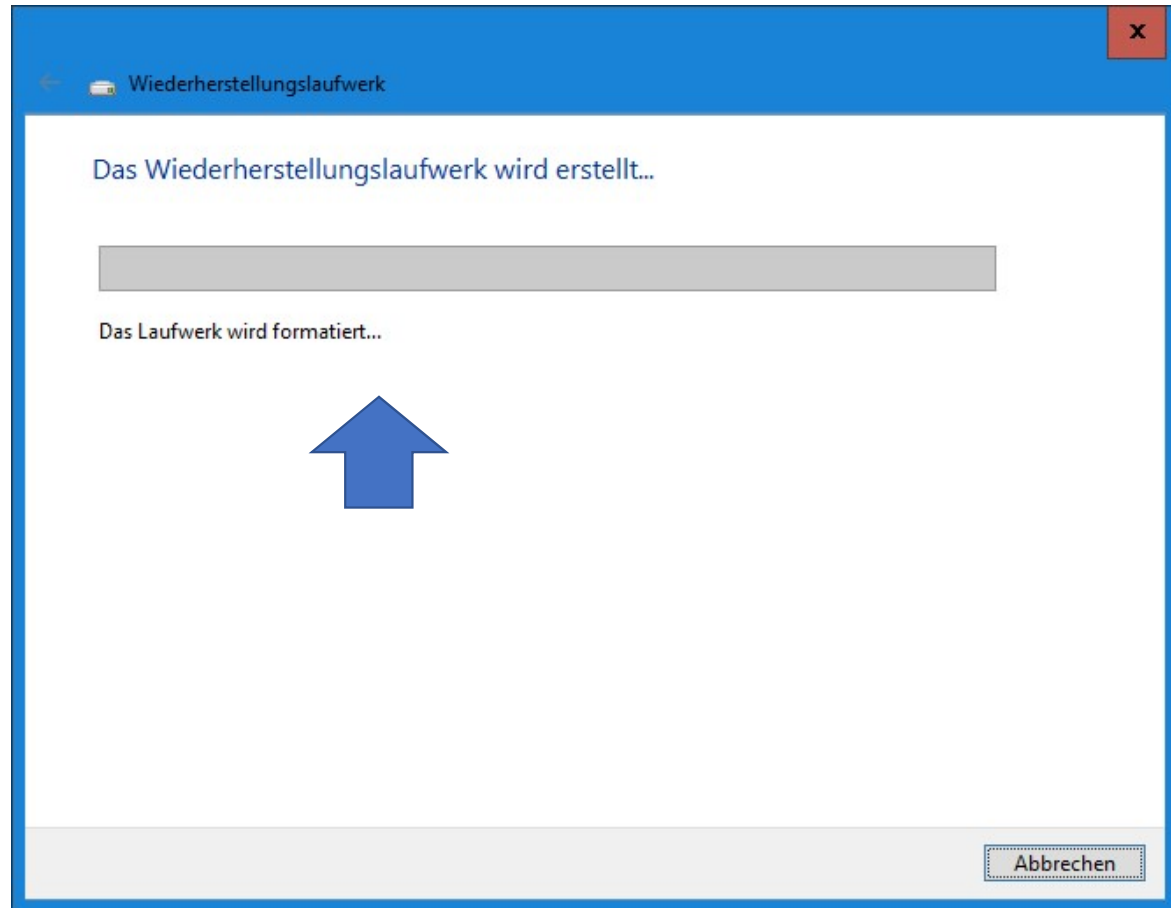 Wiederherstellungslaufwerk
Das Wiederherstellungslaufwerk wird erstellt...
Das Laufwerk wird formatiert...
Abbrechen